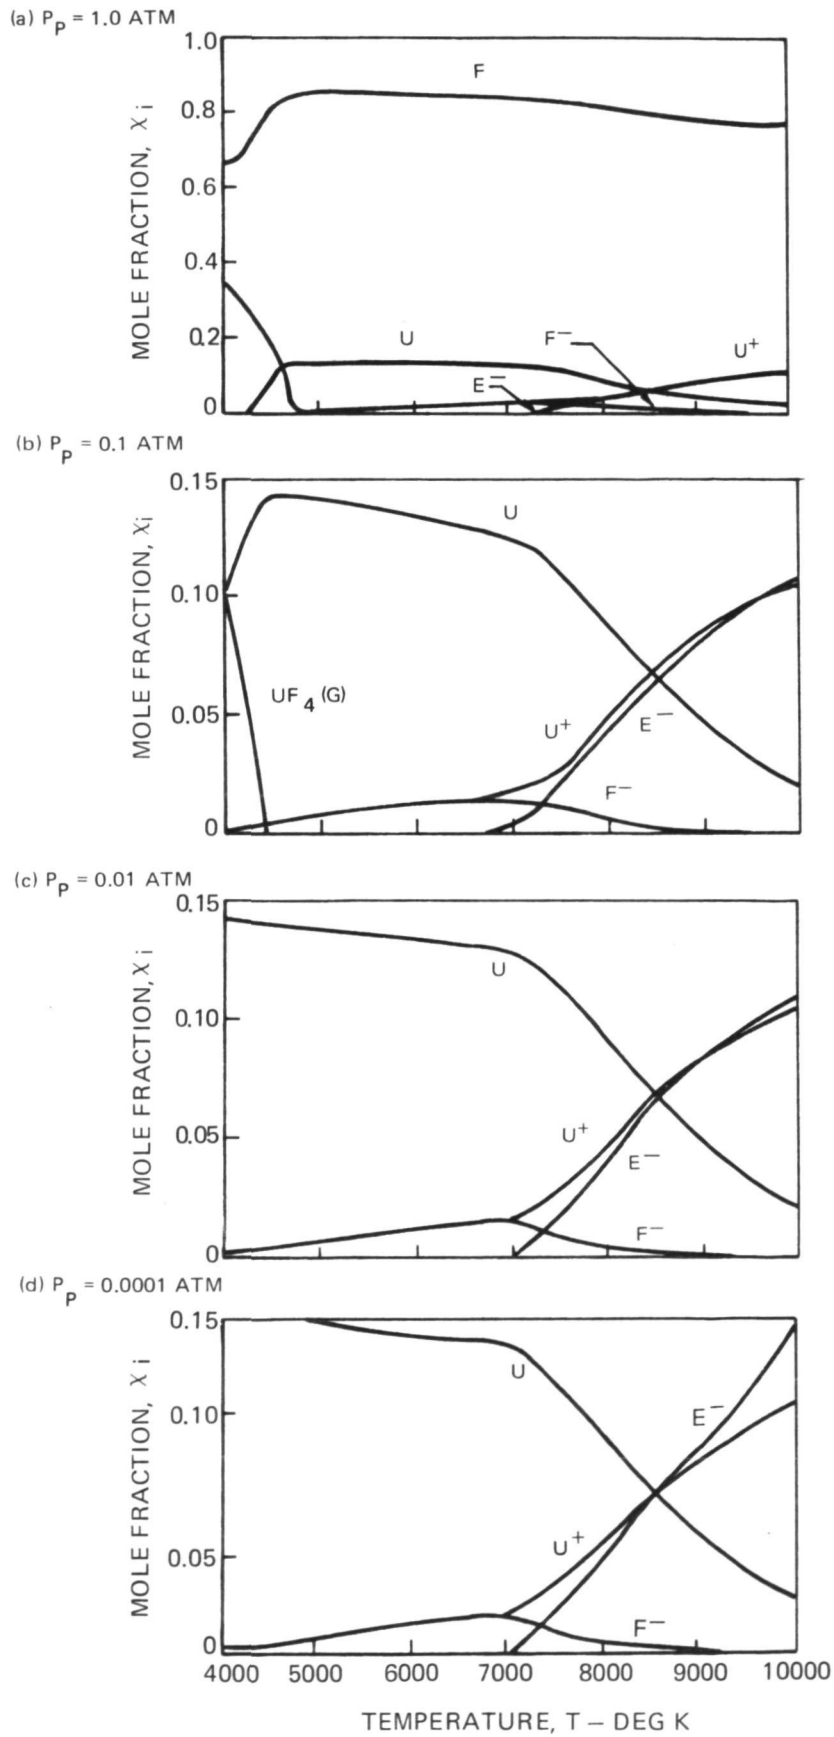 (a) P_P = 1.0 ATM
MOLE FRACTION, χ_i
1.0
0.8
0.6
0.4
0.2
0
F
U
F⁻
E⁻
U⁺
(b) P_P = 0.1 ATM
MOLE FRACTION, χ_i
0.15
0.10
0.05
0
U
UF₄ (G)
U⁺
E⁻
F⁻
(c) P_P = 0.01 ATM
MOLE FRACTION, χ_i
0.15
0.10
0.05
0
U
U⁺
E⁻
F⁻
(d) P_P = 0.0001 ATM
MOLE FRACTION, χ_i
0.15
0.10
0.05
0
U
E⁻
U⁺
F⁻
4000 5000 6000 7000 8000 9000 10000
TEMPERATURE, T – DEG K